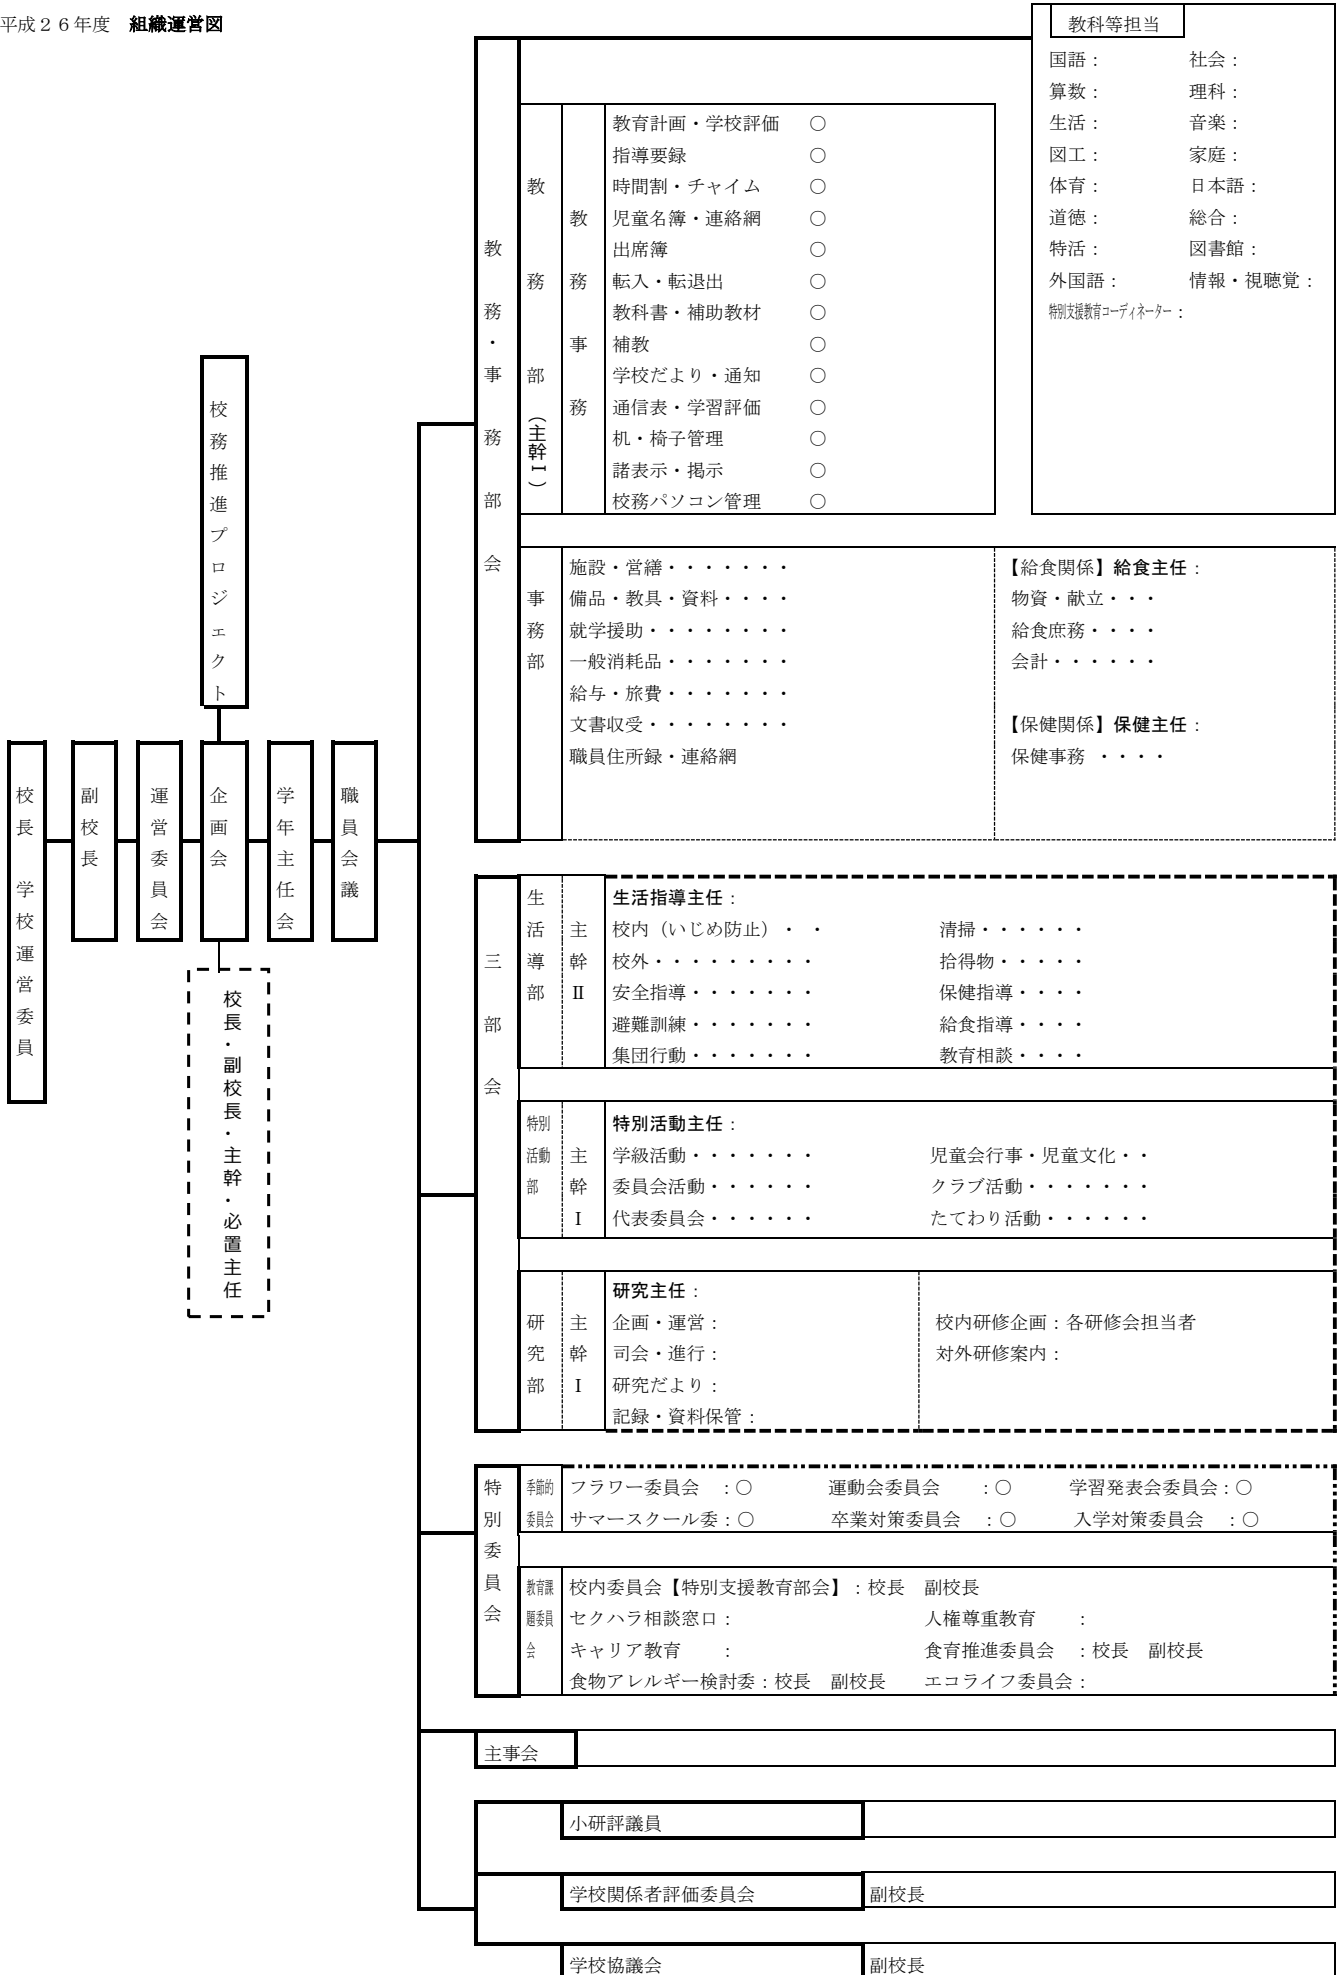 平成２６年度　組織運営図
教科等担当
国語：　社会：
算数：　理科：
生活：　音楽：
図工：　家庭：
体育：　日本語：
道徳：　総合：
特活：　図書館：
外国語：　情報・視聴覚：
特別支援教育コーディネーター：
教務・事務部会
教務部（主幹Ⅰ）
教務事務
教育計画・学校評価　○
指導要録　○
時間割・チャイム　○
児童名簿・連絡網　○
出席簿　○
転入・転退出　○
教科書・補助教材　○
補教　○
学校だより・通知　○
通信表・学習評価　○
机・椅子管理　○
諸表示・掲示　○
校務パソコン管理　○
事務部
施設・営繕・・・・・・・
備品・教具・資料・・・・
就学援助・・・・・・・・
一般消耗品・・・・・・・
給与・旅費・・・・・・・
文書収受・・・・・・・・
職員住所録・連絡網
【給食関係】給食主任：
物資・献立・・・
給食庶務・・・・
会計・・・・・・
【保健関係】保健主任：
保健事務　・・・・
校務推進プロジェクト
校長　学校運営委員
副校長
運営委員会
企画会
学年主任会
職員会議
校長・副校長・主幹・必置主任
三部会
生活導部
主幹Ⅱ
生活指導主任：
校内（いじめ防止）・　・　清掃・・・・・・
校外・・・・・・・・・　拾得物・・・・・
安全指導・・・・・・・　保健指導・・・・
避難訓練・・・・・・・　給食指導・・・・
集団行動・・・・・・・　教育相談・・・・
特別活動部
主幹Ⅰ
特別活動主任：
学級活動・・・・・・・　児童会行事・児童文化・・
委員会活動・・・・・・　クラブ活動・・・・・・・
代表委員会・・・・・・　たてわり活動・・・・・・
研究部
主幹Ⅰ
研究主任：
企画・運営：　校内研修企画：各研修会担当者
司会・進行：　対外研修案内：
研究だより：
記録・資料保管：
特別委員会
季節的委員会
フラワー委員会　：○　運動会委員会　：○　学習発表会委員会：○
サマースクール委：○　卒業対策委員会　：○　入学対策委員会　：○
教育課題委員会
校内委員会【特別支援教育部会】：校長　副校長
セクハラ相談窓口：　人権尊重教育　：
キャリア教育　：　食育推進委員会　：校長　副校長
食物アレルギー検討委：校長　副校長　エコライフ委員会：
主事会
小研評議員
学校関係者評価委員会　副校長
学校協議会　副校長